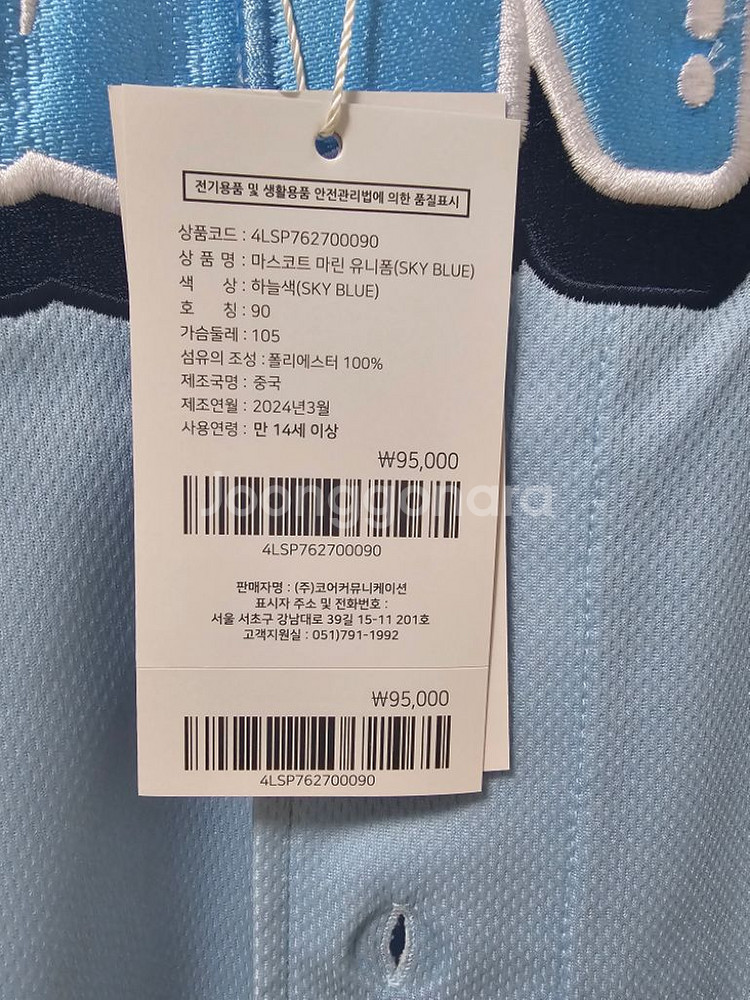 전기용품 및 생활용품 안전관리법에 의한 품질표시
상품코드 : 4LSP762700090
상 품 명 : 마스코트 마린 유니폼(SKY BLUE)
색 상 : 하늘색(SKY BLUE)
호 칭 : 90
가슴둘레 : 105
섬유의 조성 : 폴리에스터 100%
제조국명 : 중국
제조연월 : 2024년3월
사용연령 : 만 14세 이상
₩95,000
Joonggonara
4LSP762700090
판매자명 : (주)코어커뮤니케이션
표시자 주소 및 전화번호 :
서울 서초구 강남대로 39길 15-11 201호
고객지원실 : 051)791-1992
₩95,000
4LSP762700090